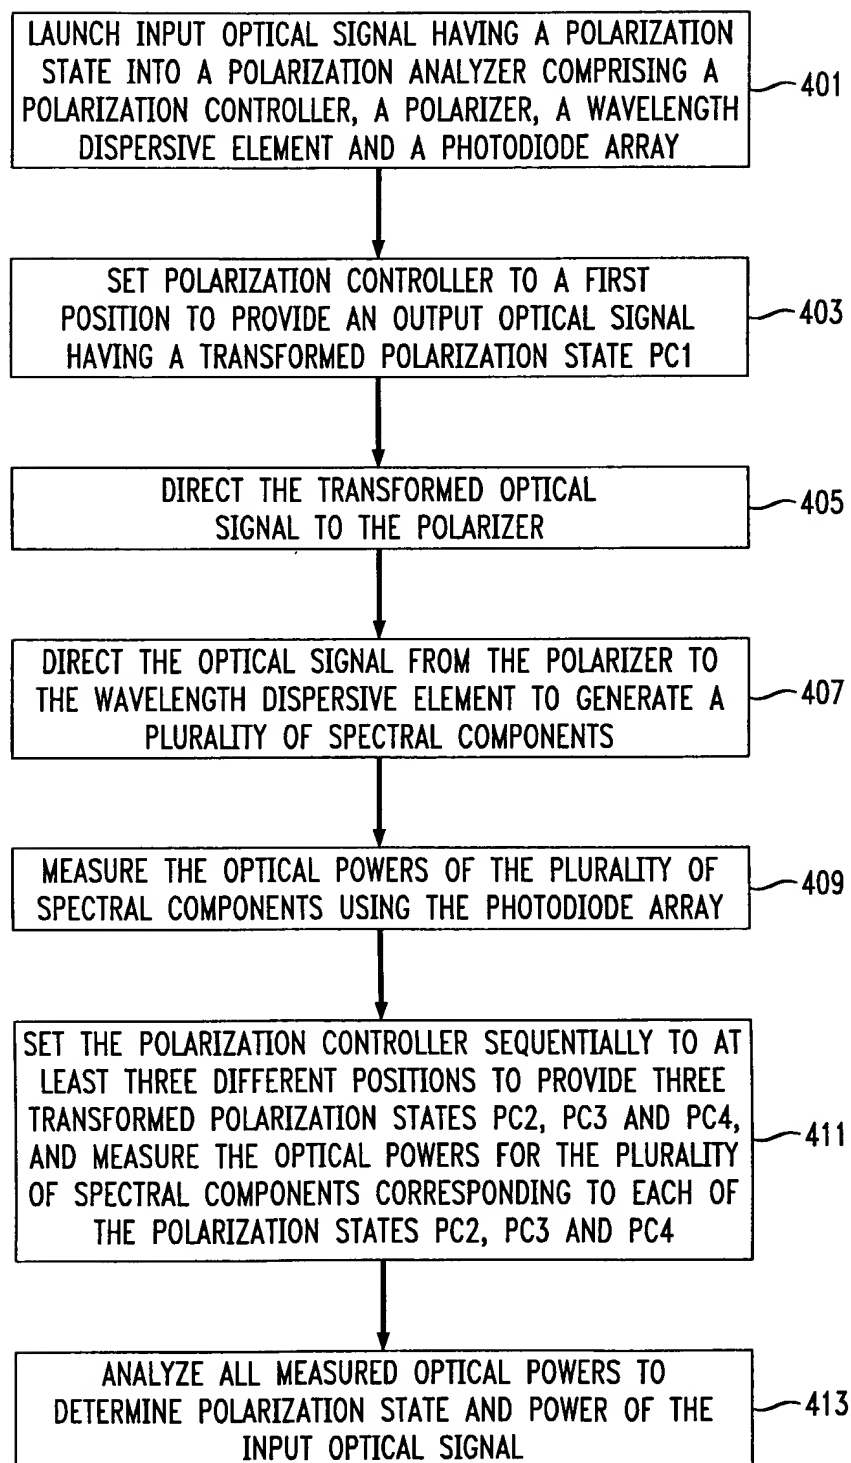 LAUNCH INPUT OPTICAL SIGNAL HAVING A POLARIZATION
STATE INTO A POLARIZATION ANALYZER COMPRISING A
POLARIZATION CONTROLLER, A POLARIZER, A WAVELENGTH
DISPERSIVE ELEMENT AND A PHOTODIODE ARRAY
401
SET POLARIZATION CONTROLLER TO A FIRST
POSITION TO PROVIDE AN OUTPUT OPTICAL SIGNAL
HAVING A TRANSFORMED POLARIZATION STATE PC1
403
DIRECT THE TRANSFORMED OPTICAL
SIGNAL TO THE POLARIZER
405
DIRECT THE OPTICAL SIGNAL FROM THE POLARIZER TO
THE WAVELENGTH DISPERSIVE ELEMENT TO GENERATE A
PLURALITY OF SPECTRAL COMPONENTS
407
MEASURE THE OPTICAL POWERS OF THE PLURALITY OF
SPECTRAL COMPONENTS USING THE PHOTODIODE ARRAY
409
SET THE POLARIZATION CONTROLLER SEQUENTIALLY TO AT
LEAST THREE DIFFERENT POSITIONS TO PROVIDE THREE
TRANSFORMED POLARIZATION STATES PC2, PC3 AND PC4,
AND MEASURE THE OPTICAL POWERS FOR THE PLURALITY
OF SPECTRAL COMPONENTS CORRESPONDING TO EACH OF
THE POLARIZATION STATES PC2, PC3 AND PC4
411
ANALYZE ALL MEASURED OPTICAL POWERS TO
DETERMINE POLARIZATION STATE AND POWER OF THE
INPUT OPTICAL SIGNAL
413